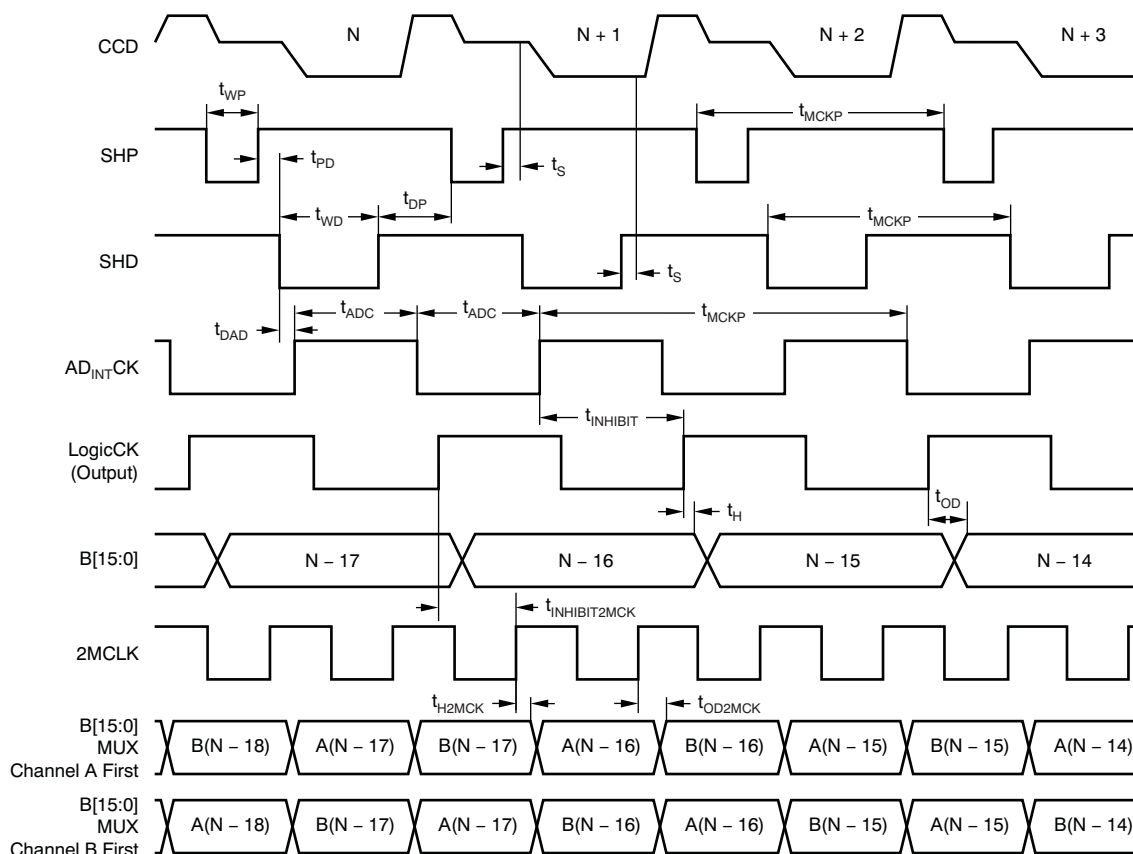 CCD
N
N + 1
N + 2
N + 3
tWP
tMCKP
SHP
tPD
tS
tWD
tDP
tMCKP
SHD
tS
tDAD
tADC
tADC
tMCKP
ADINTCK
tINHIBIT
LogicCK
(Output)
tH
tOD
B[15:0]
N − 17
N − 16
N − 15
N − 14
tINHIBIT2MCK
2MCLK
tH2MCK
tOD2MCK
B[15:0]
MUX
Channel A First
B(N − 18)
A(N − 17)
B(N − 17)
A(N − 16)
B(N − 16)
A(N − 15)
B(N − 15)
A(N − 14)
B[15:0]
MUX
Channel B First
A(N − 18)
B(N − 17)
A(N − 17)
B(N − 16)
A(N − 16)
B(N − 15)
A(N − 15)
B(N − 14)